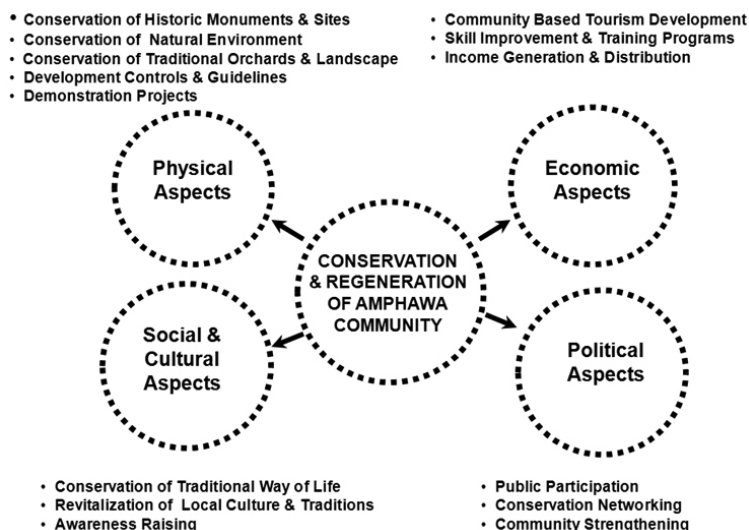 • Conservation of Historic Monuments & Sites
• Conservation of Natural Environment
• Conservation of Traditional Orchards & Landscape
• Development Controls & Guidelines
• Demonstration Projects
• Community Based Tourism Development
• Skill Improvement & Training Programs
• Income Generation & Distribution
Physical
Aspects
Economic
Aspects
CONSERVATION
& REGENERATION
OF AMPHAWA
COMMUNITY
Social &
Cultural
Aspects
Political
Aspects
• Conservation of Traditional Way of Life
• Revitalization of Local Culture & Traditions
• Awareness Raising
• Public Participation
• Conservation Networking
• Community Strengthening